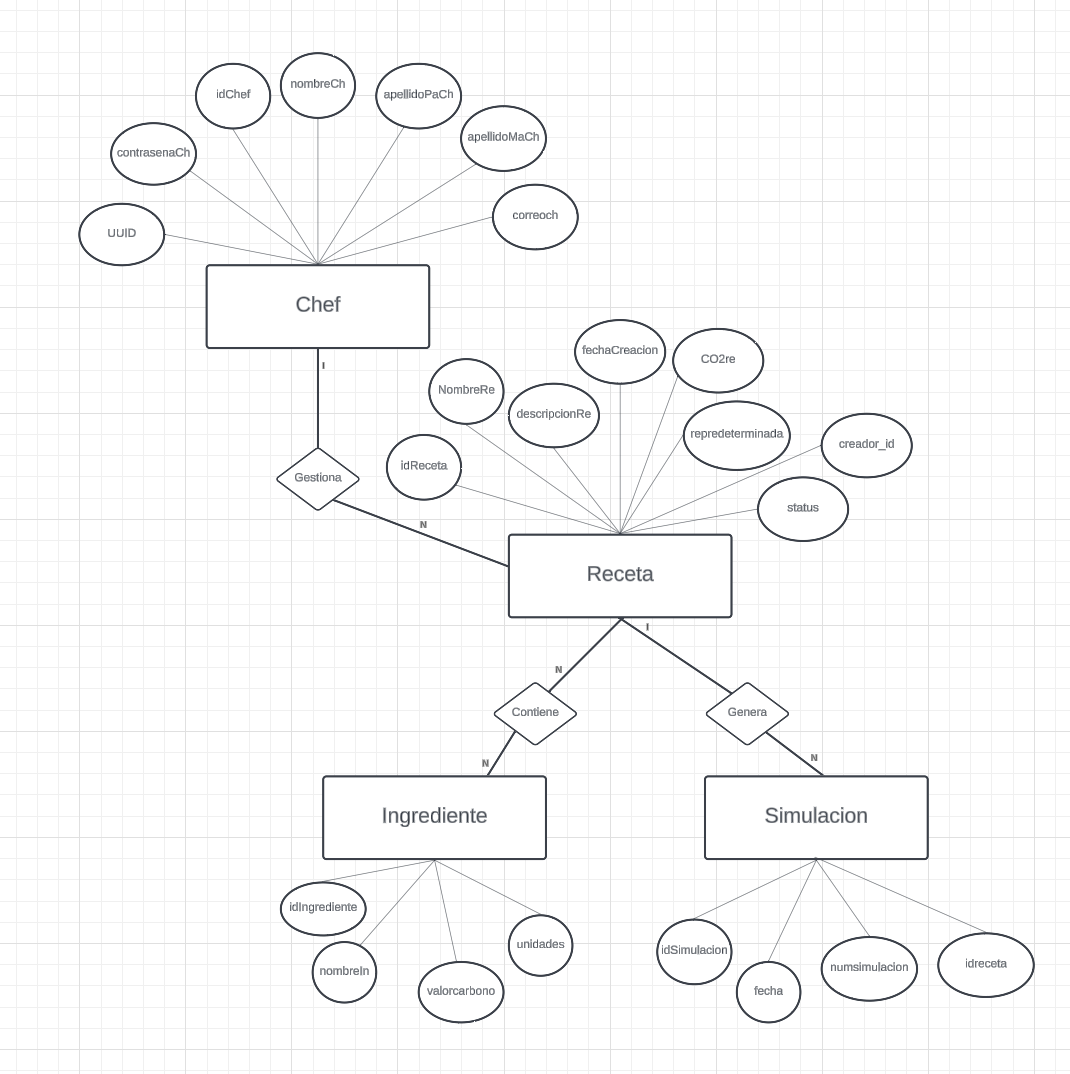 nombreCh
idChef
apellidoPaCh
apellidoMaCh
contrasenaCh
correoch
UUID
Chef
I
fechaCreacion
CO2re
NombreRe
descripcionRe
repredeterminada
creador_id
idReceta
Gestiona
status
N
Receta
I
N
Contiene
Genera
N
N
Ingrediente
Simulacion
idIngrediente
unidades
idSimulacion
nombreIn
numsimulacion
idreceta
valorcarbono
fecha